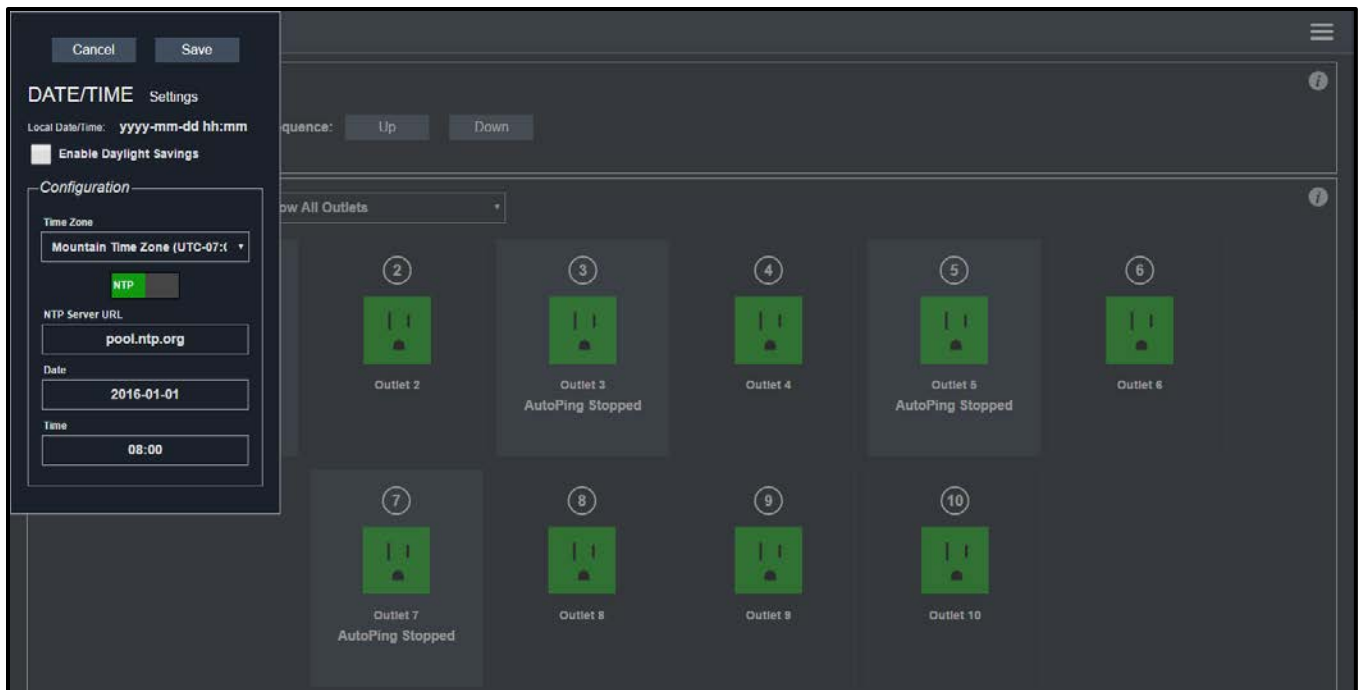 Cancel Save
DATE/TIME Settings
Local Date/Time: yyyy-mm-dd hh:mm
Enable Daylight Savings
Configuration
Time Zone
Mountain Time Zone (UTC-07:(
NTP
NTP Server URL
pool.ntp.org
Date
2016-01-01
Time
08:00
quence: Up Down
ow All Outlets
2 3 4 5 6
Outlet 2 Outlet 3 Outlet 4 Outlet 5 Outlet 6
AutoPing Stopped AutoPing Stopped
7 8 9 10
Outlet 7 Outlet 8 Outlet 9 Outlet 10
AutoPing Stopped